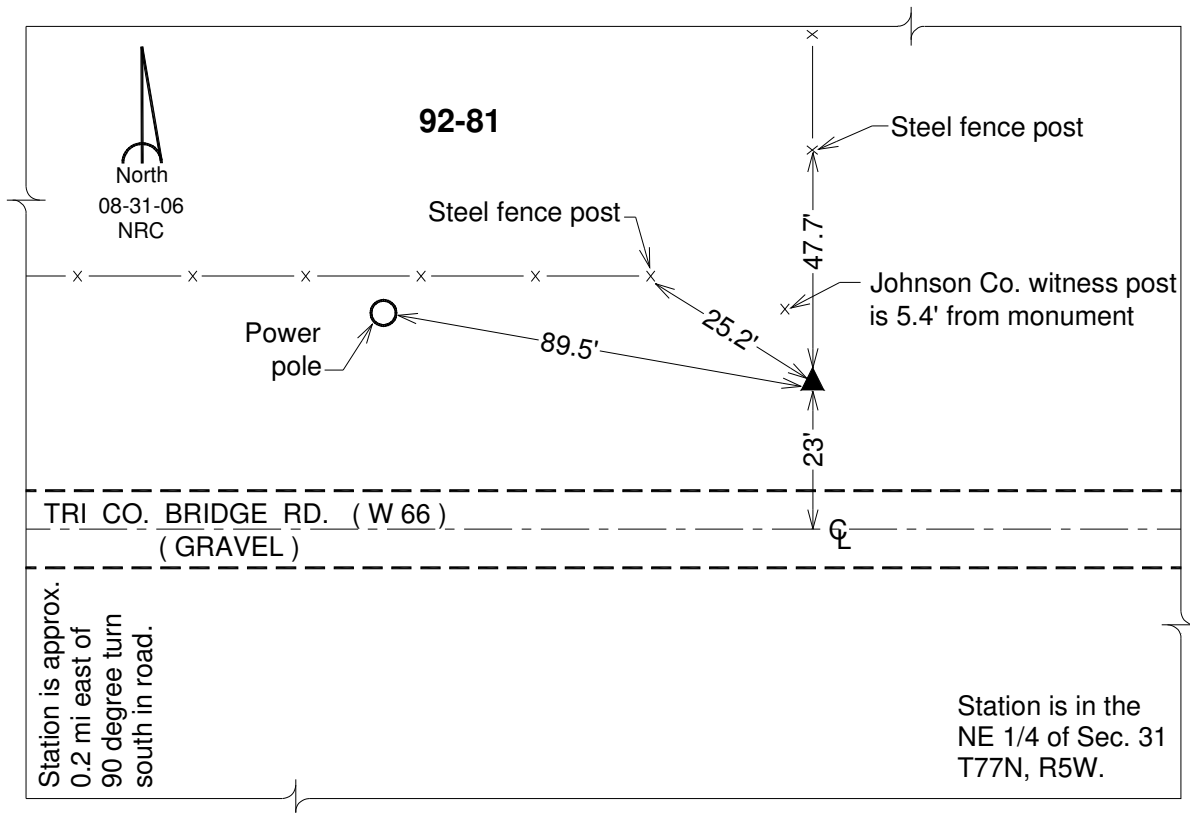 92-81
Steel fence post
North
08-31-06
NRC
Steel fence post
47.7'
Johnson Co. witness post
is 5.4' from monument
Power
pole
25.2'
89.5'
23'
TRI CO. BRIDGE RD. ( W 66 )
( GRAVEL )
CL
Station is approx.
0.2 mi east of
90 degree turn
south in road.
Station is in the
NE 1/4 of Sec. 31
T77N, R5W.